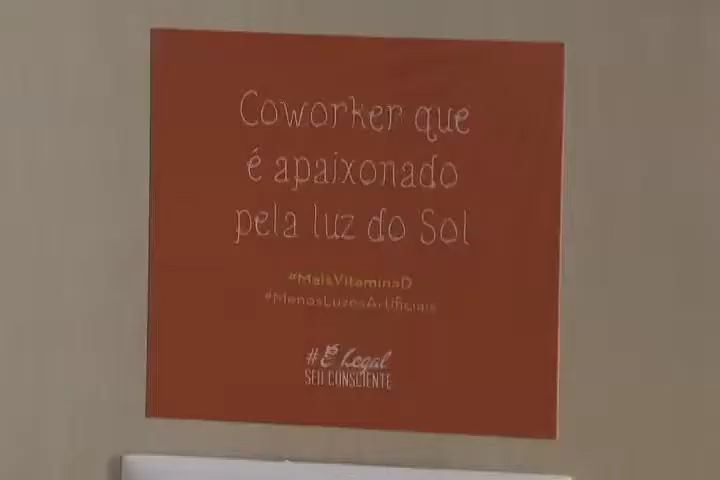 Coworker que
é apaixonado
pela luz do Sol
#MaisVitaminaD
#MenosLuzesArtificiais
#É Legal
SER CONSCIENTE